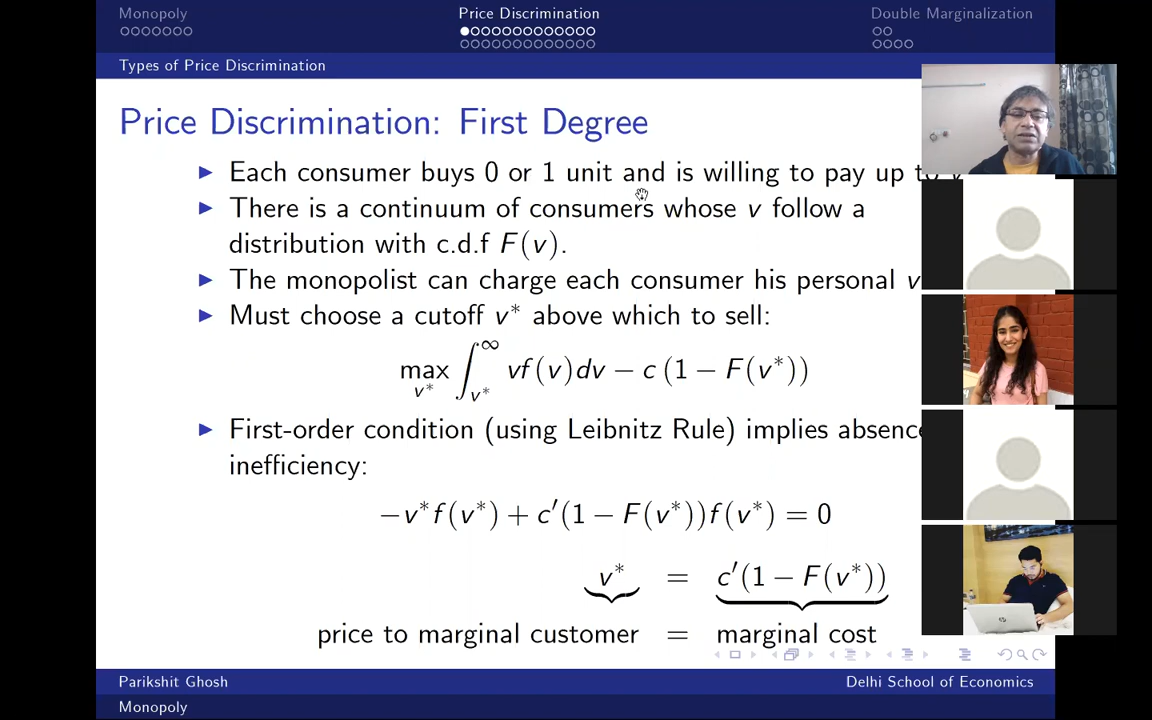 Monopoly Price Discrimination Double Marginalization
Types of Price Discrimination
Price Discrimination: First Degree
Each consumer buys 0 or 1 unit and is willing to pay up to v
There is a continuum of consumers whose v follow a
distribution with c.d.f F(v).
The monopolist can charge each consumer his personal v
Must choose a cutoff v* above which to sell:
max_{v*} ∫_{v*}^{∞} vf(v)dv − c (1 − F(v*))
First-order condition (using Leibnitz Rule) implies absence
inefficiency:
−v*f(v*) + c′(1 − F(v*))f(v*) = 0
v* = c′(1 − F(v*))
price to marginal customer = marginal cost
Parikshit Ghosh Delhi School of Economics
Monopoly